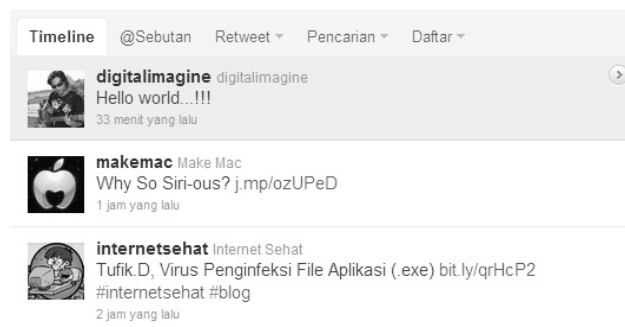 Timeline @Sebutan Retweet Pencarian Daftar
digitalimagine digitalimagine
Hello world...!!!
33 menit yang lalu
makemac Make Mac
Why So Siri-ous? j.mp/ozUPeD
1 jam yang lalu
internetsehat Internet Sehat
Tufik.D, Virus Penginfeksi File Aplikasi (.exe) bit.ly/qrHcP2
#internetsehat #blog
2 jam yang lalu